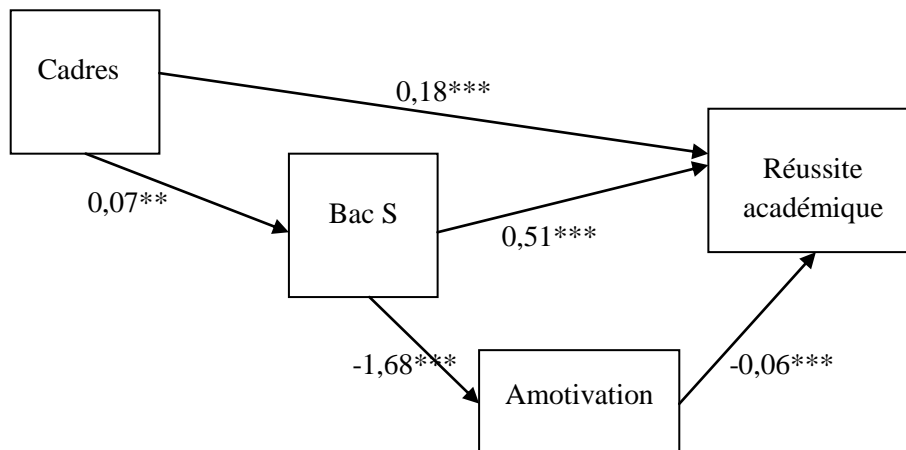 Cadres
0,18***
Réussite
académique
0,07**
Bac S
0,51***
-1,68***
-0,06***
Amotivation